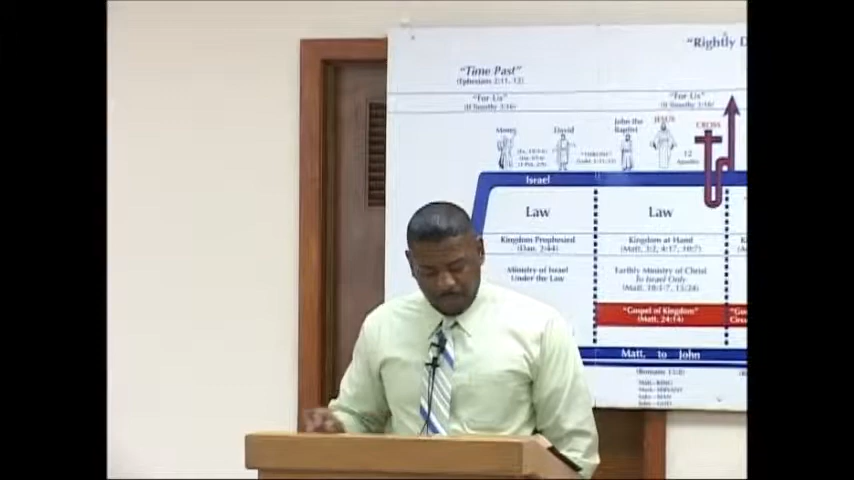 "Rightly D
"Time Past"
(Ephesians 2:11, 12)
"For Us"
(II Timothy 3:16)
"For Us"
(II Timothy 3:16)
Moses
David
John the
Baptist
JESUS
CROSS
12
Israel
Law
Law
Kingdom Prophesied
(Dan. 2:44)
Kingdom at Hand
(Matt. 3:2, 4:17, 10:7)
Ministry of Israel
Under the Law
Earthly Ministry of Christ
To Israel Only
(Matt. 10:5-7, 15:24)
"Gospel of Kingdom"
(Matt. 24:14)
"Gos
Circu
Matt. to John
(Romans 15:8)